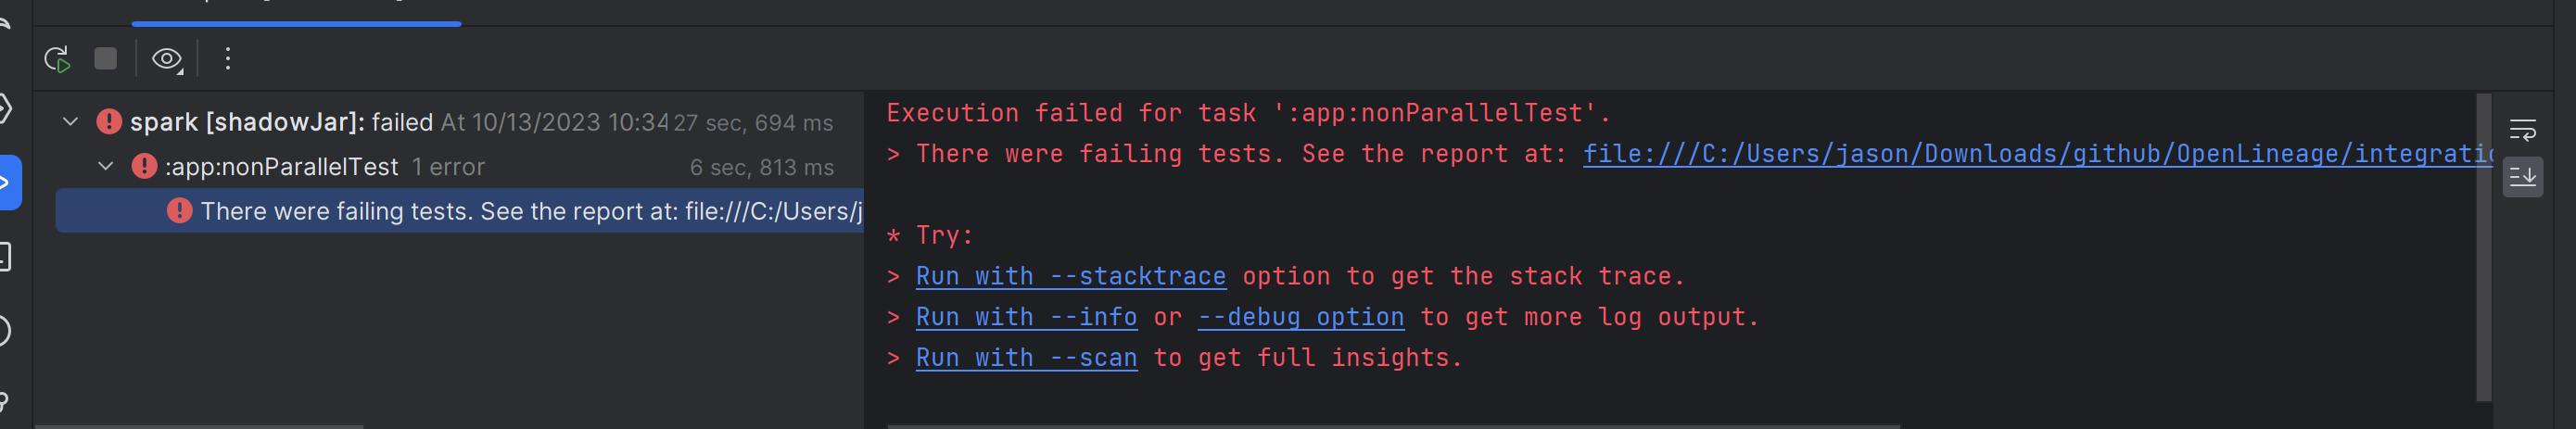 spark [shadowJar]: failed At 10/13/2023 10:34 27 sec, 694 ms
:app:nonParallelTest 1 error 6 sec, 813 ms
There were failing tests. See the report at: file:///C:/Users/j
Execution failed for task ':app:nonParallelTest'.
> There were failing tests. See the report at: file:///C:/Users/jason/Downloads/github/OpenLineage/integratio
* Try:
> Run with --stacktrace option to get the stack trace.
> Run with --info or --debug option to get more log output.
> Run with --scan to get full insights.